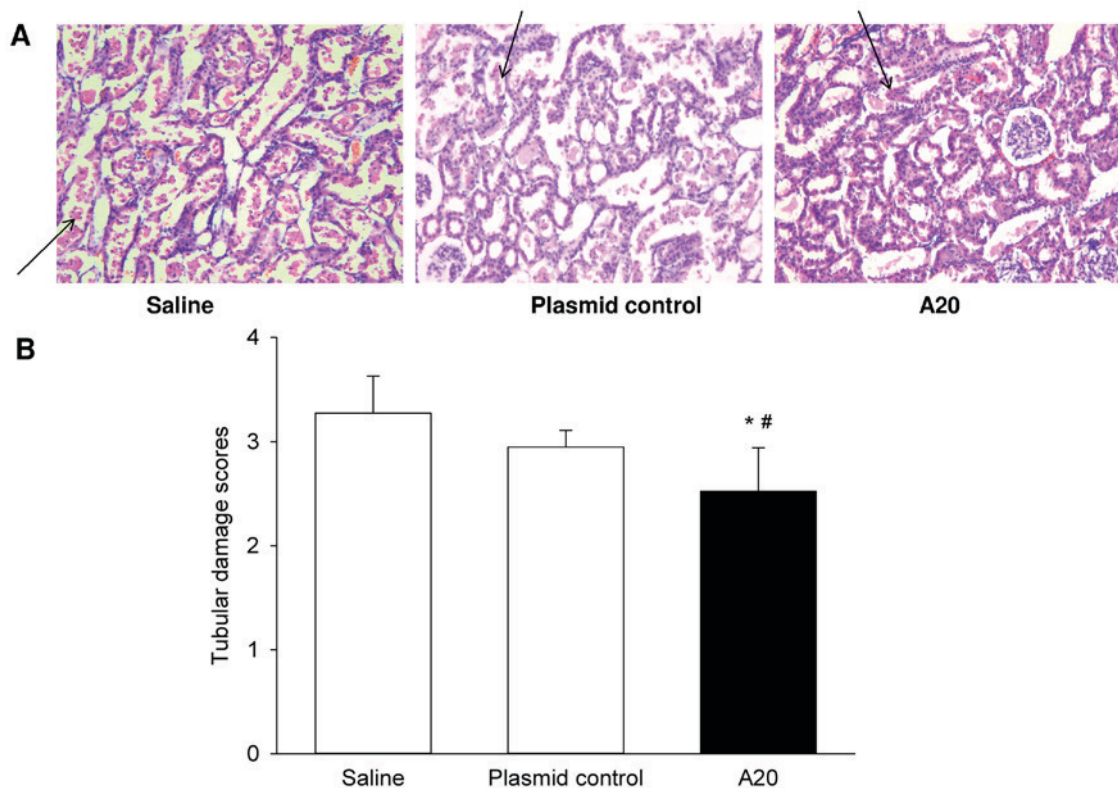 A
Saline
Plasmid control
A20
B
Tubular damage scores
4
3
2
1
0
* #
Saline
Plasmid control
A20